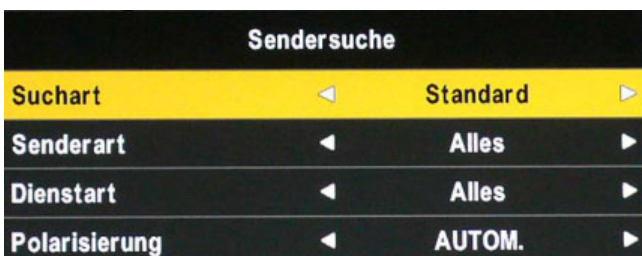 Sendersuche
Suchart Standard
Senderart Alles
Dienstart Alles
Polarisierung AUTOM.